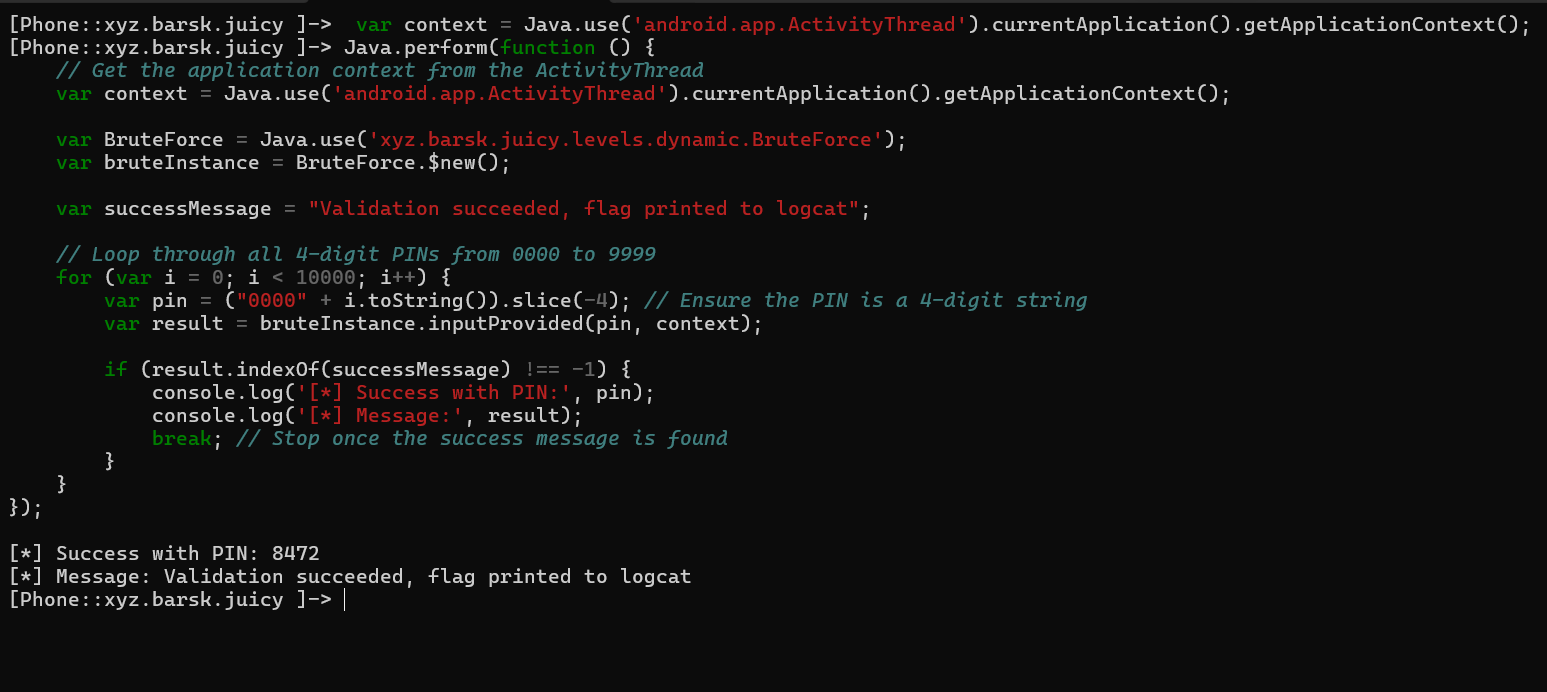 [Phone::xyz.barsk.juicy ]->  var context = Java.use('android.app.ActivityThread').currentApplication().getApplicationContext();
[Phone::xyz.barsk.juicy ]-> Java.perform(function () {
    // Get the application context from the ActivityThread
    var context = Java.use('android.app.ActivityThread').currentApplication().getApplicationContext();

    var BruteForce = Java.use('xyz.barsk.juicy.levels.dynamic.BruteForce');
    var bruteInstance = BruteForce.$new();

    var successMessage = "Validation succeeded, flag printed to logcat";

    // Loop through all 4-digit PINs from 0000 to 9999
    for (var i = 0; i < 10000; i++) {
        var pin = ("0000" + i.toString()).slice(-4); // Ensure the PIN is a 4-digit string
        var result = bruteInstance.inputProvided(pin, context);

        if (result.indexOf(successMessage) !== -1) {
            console.log('[*] Success with PIN:', pin);
            console.log('[*] Message:', result);
            break; // Stop once the success message is found
        }
    }
});

[*] Success with PIN: 8472
[*] Message: Validation succeeded, flag printed to logcat
[Phone::xyz.barsk.juicy ]->